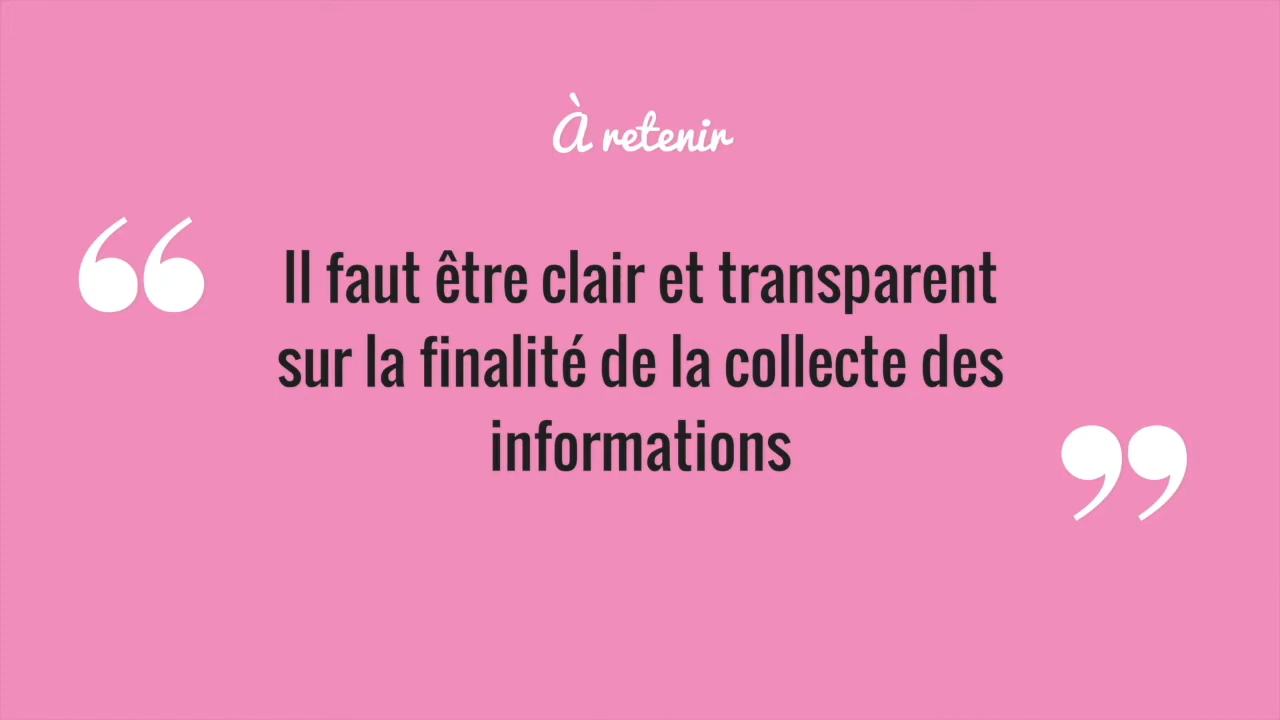 À retenir
“
Il faut être clair et transparent
sur la finalité de la collecte des
informations
”